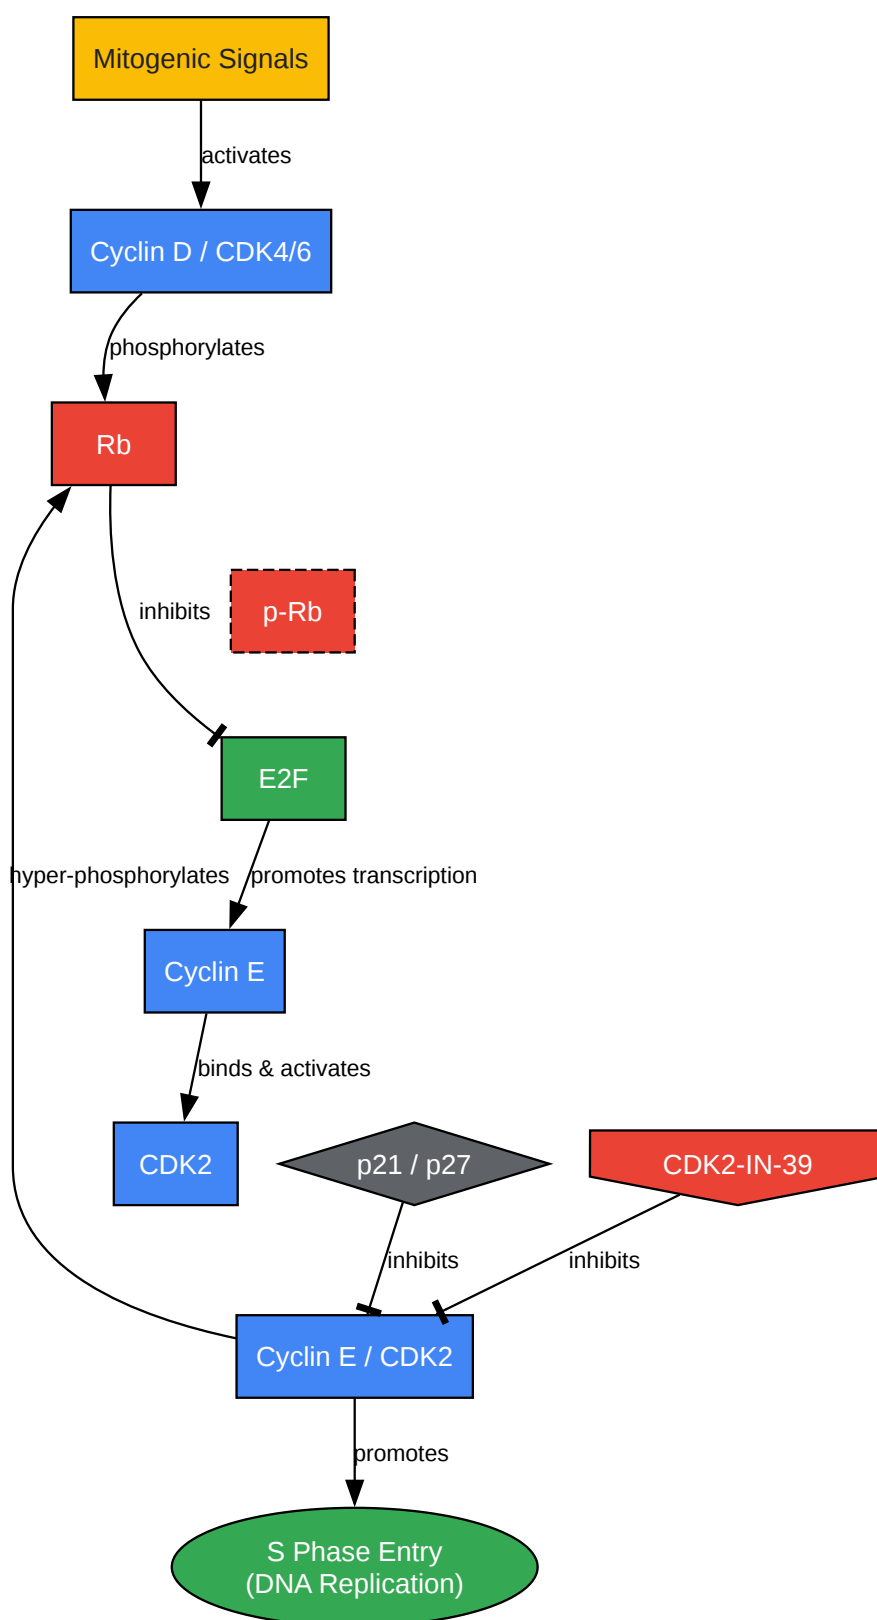 Mitogenic Signals
activates
Cyclin D / CDK4/6
phosphorylates
Rb
inhibits
p-Rb
E2F
hyper-phosphorylates
promotes transcription
Cyclin E
binds & activates
CDK2
p21 / p27
CDK2-IN-39
inhibits
inhibits
Cyclin E / CDK2
promotes
S Phase Entry
(DNA Replication)